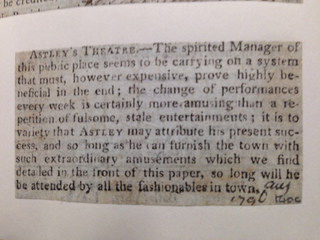 ASTLEY'S THEATRE.—The spirited Manager of
this public place seems to be carrying on a system
that must, however expensive, prove highly be-
neficial in the end; the change of performances
every week is certainly more amusing than a re-
petition of fulsome, stale entertainments; it is to
variety that ASTLEY may attribute his present suc-
cess, and so long as he can furnish the town with
such extraordinary amusements which we find
detailed in the front of this paper, so long will he
be attended by all the fashionables in town. Aug
1796